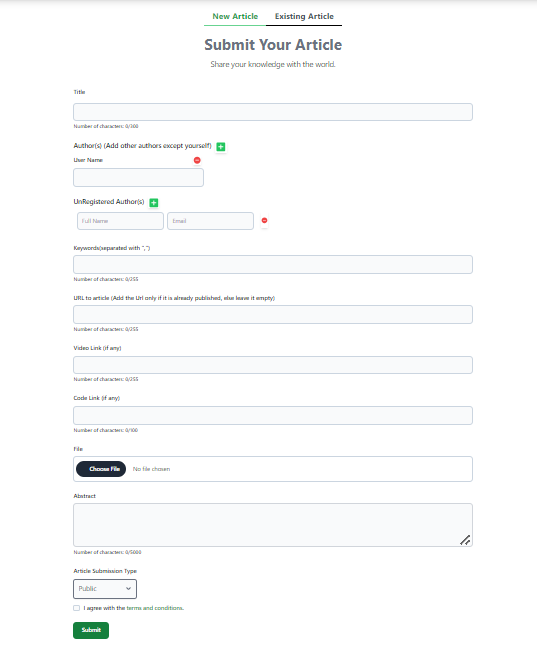 New Article Existing Article
Submit Your Article
Share your knowledge with the world.
Title
Number of characters: 0/300
Author(s) (Add other authors except yourself)
User Name
UnRegistered Author(s)
Full Name Email
Keywords(separated with ",")
Number of characters: 0/255
URL to article (Add the Url only if it is already published, else leave it empty)
Number of characters: 0/255
Video Link (if any)
Number of characters: 0/255
Code Link (if any)
Number of characters: 0/100
File
Choose File No file chosen
Abstract
Number of characters: 0/5000
Article Submission Type
Public
I agree with the terms and conditions.
Submit